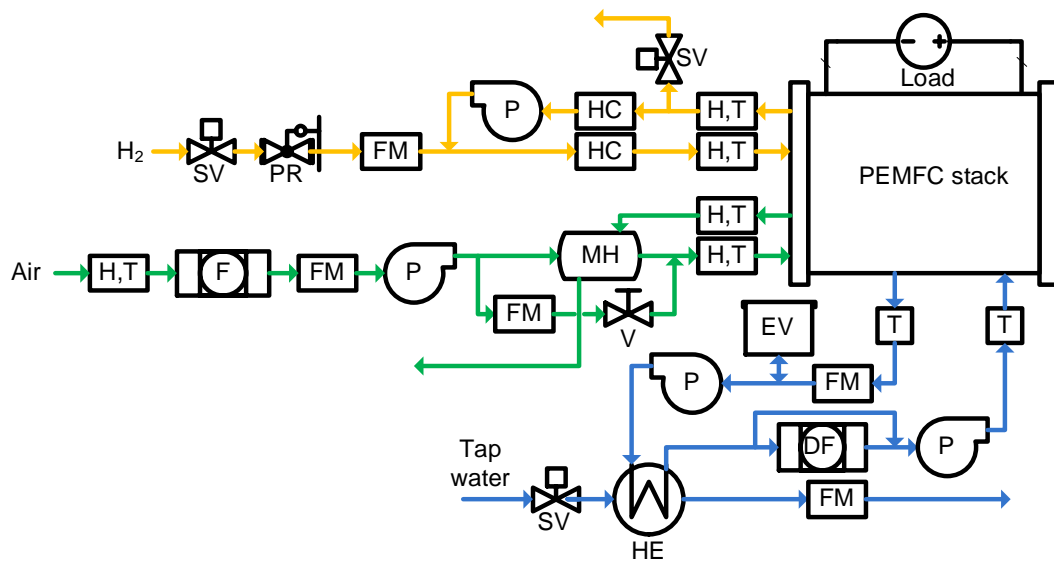 - +
Load
SV
P
HC
H,T
H₂
SV
PR
FM
HC
H,T
PEMFC stack
H,T
Air
H,T
F
FM
P
MH
H,T
FM
V
EV
T
T
P
FM
Tap
water
DF
P
SV
HE
FM